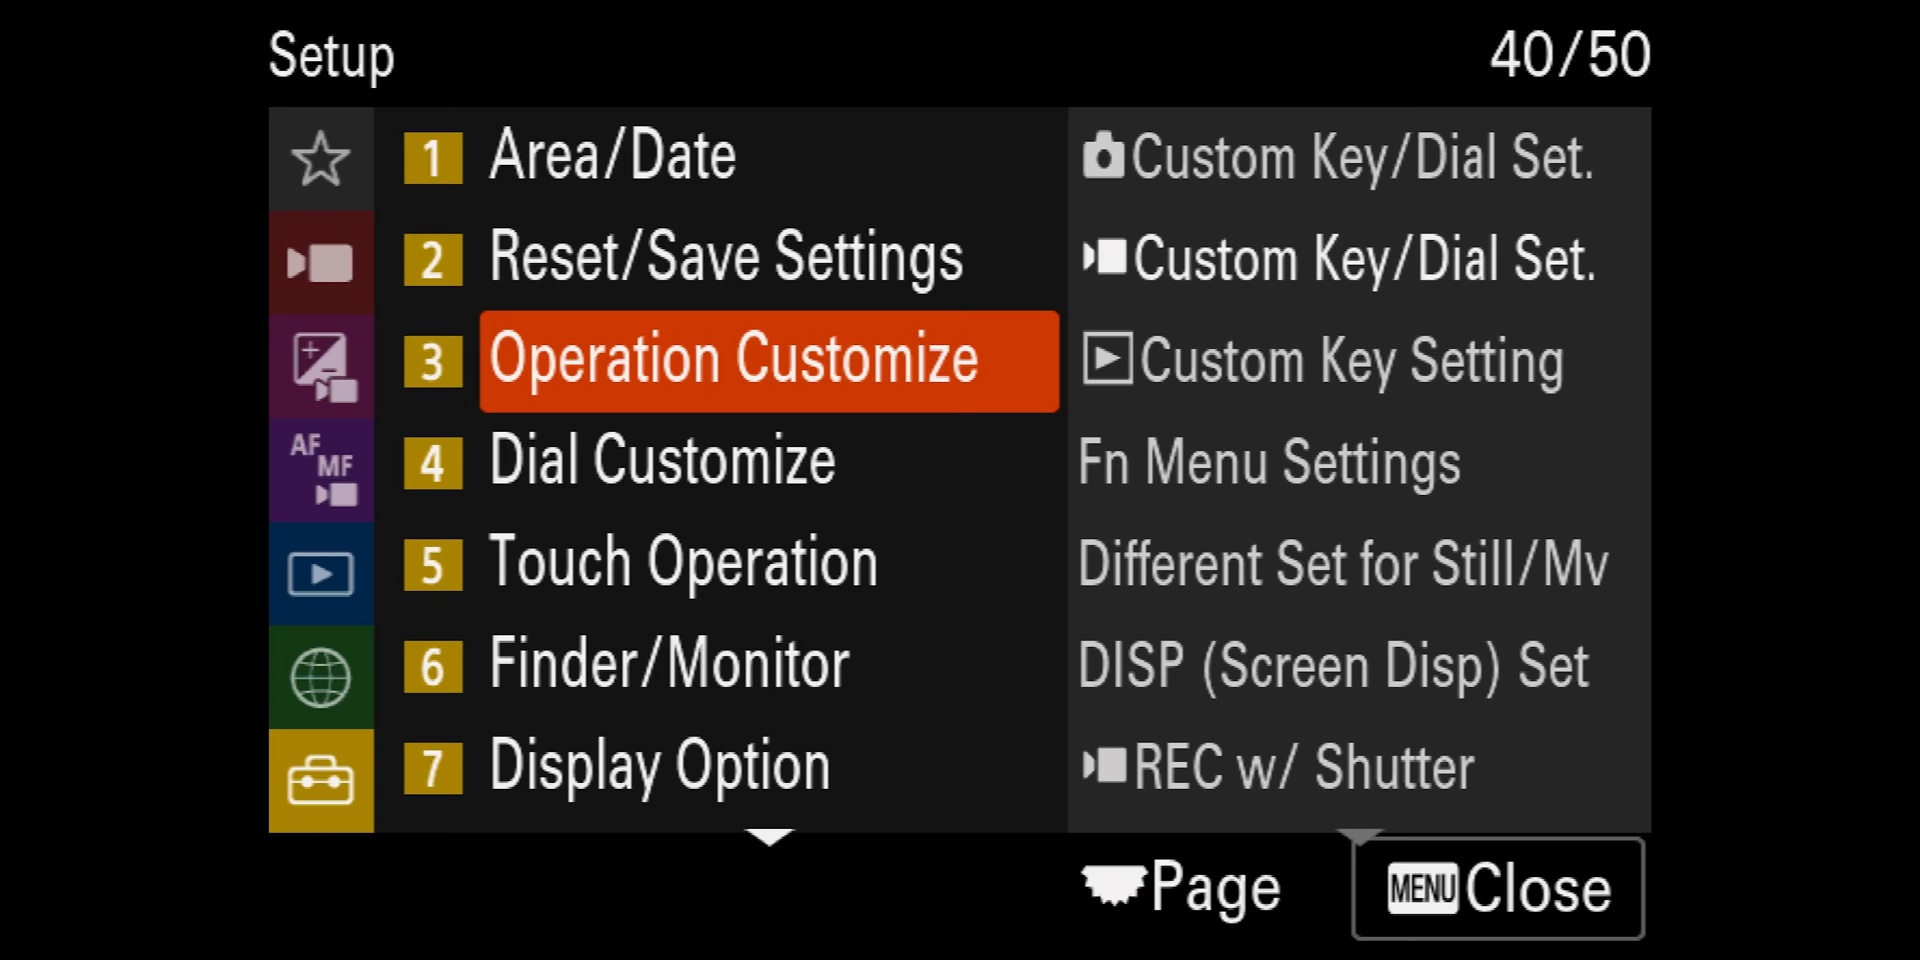 Setup 40/50
1 Area/Date
2 Reset/Save Settings
3 Operation Customize
4 Dial Customize
5 Touch Operation
6 Finder/Monitor
7 Display Option
Custom Key/Dial Set.
Custom Key/Dial Set.
Custom Key Setting
Fn Menu Settings
Different Set for Still/Mv
DISP (Screen Disp) Set
REC w/ Shutter
AF
MF
Page
MENU Close